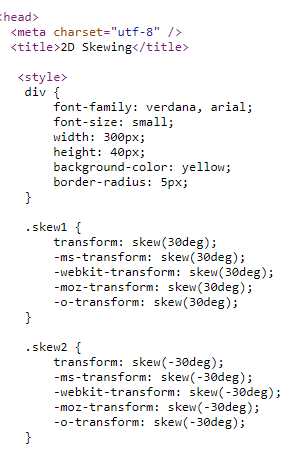 <head>
<meta charset="utf-8" />
<title>2D Skewing</title>
<style>
div {
font-family: verdana, arial;
font-size: small;
width: 300px;
height: 40px;
background-color: yellow;
border-radius: 5px;
}
.skew1 {
transform: skew(30deg);
-ms-transform: skew(30deg);
-webkit-transform: skew(30deg);
-moz-transform: skew(30deg);
-o-transform: skew(30deg);
}
.skew2 {
transform: skew(-30deg);
-ms-transform: skew(-30deg);
-webkit-transform: skew(-30deg);
-moz-transform: skew(-30deg);
-o-transform: skew(-30deg);
}